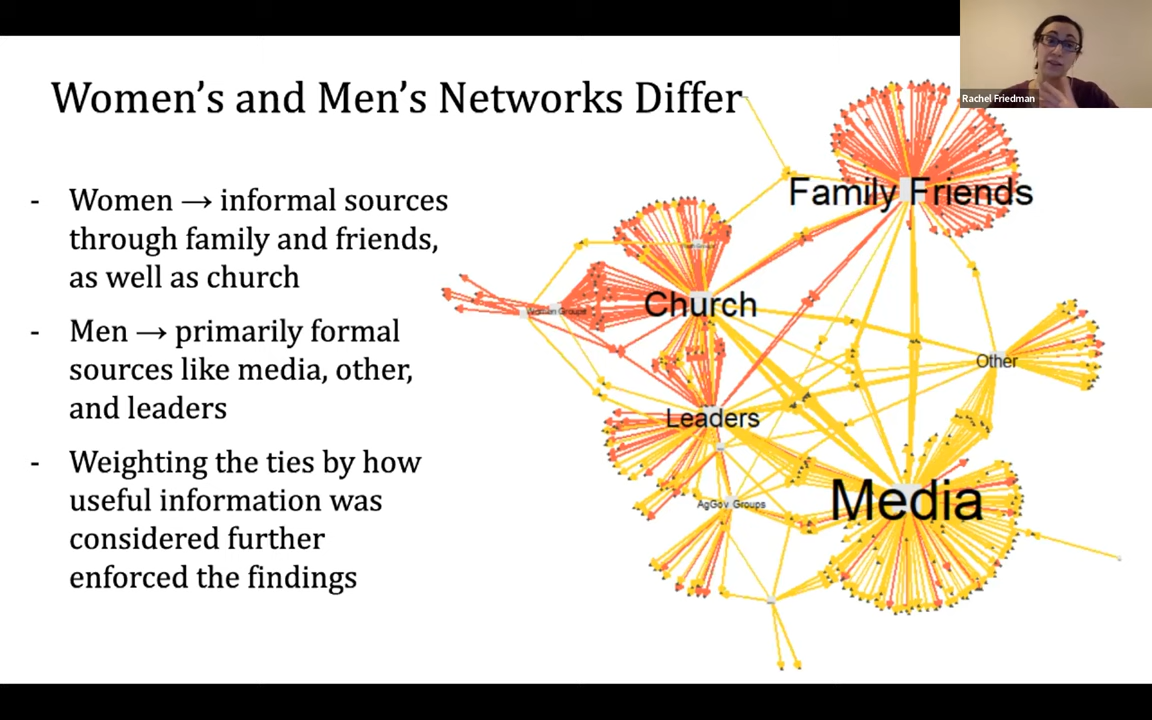 Rachel Friedman
Women's and Men's Networks Differ
- Women → informal sources
through family and friends,
as well as church
- Men → primarily formal
sources like media, other,
and leaders
- Weighting the ties by how
useful information was
considered further
enforced the findings
Family Friends
Church
Women Groups
Other
Leaders
Media
AgGov Groups